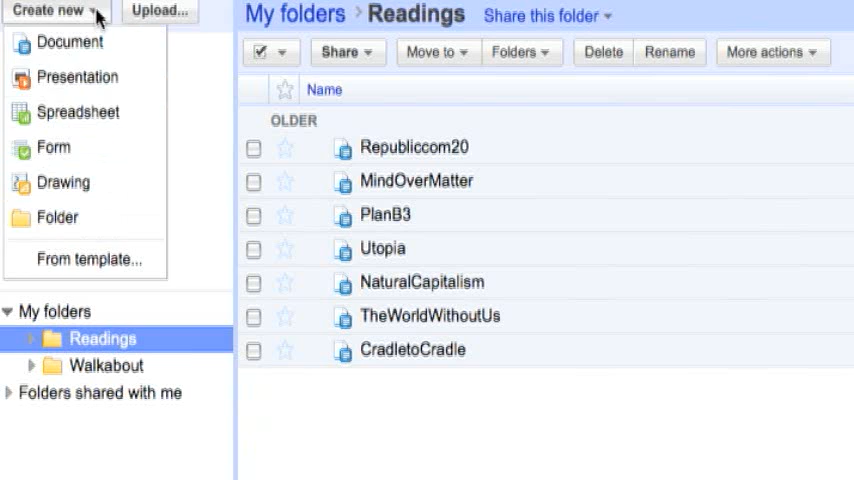 Create new
Upload...
Document
Presentation
Spreadsheet
Form
Drawing
Folder
From template...
My folders
Readings
Walkabout
Folders shared with me
My folders > Readings Share this folder
Share Move to Folders Delete Rename More actions
Name
OLDER
Republiccom20
MindOverMatter
PlanB3
Utopia
NaturalCapitalism
TheWorldWithoutUs
CradletoCradle